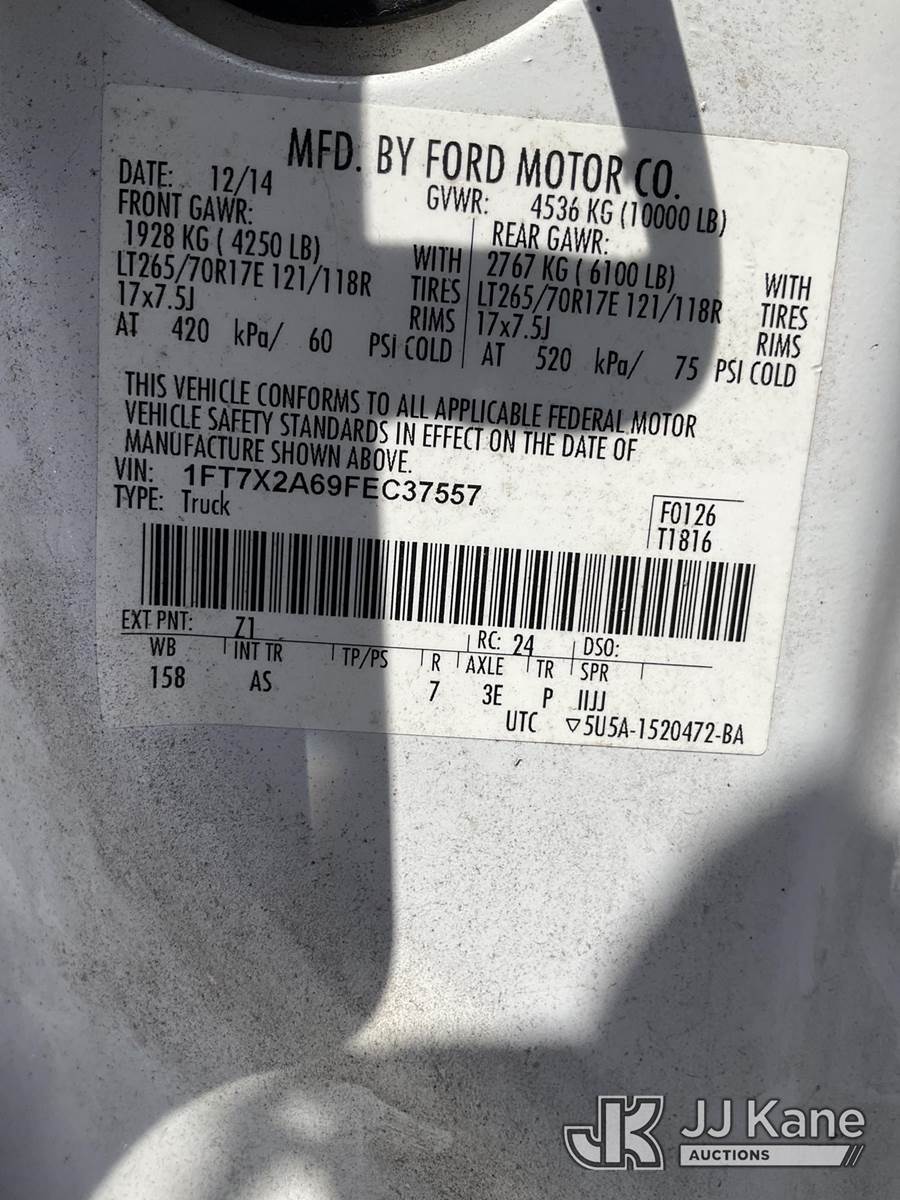 MFD. BY FORD MOTOR CO.
DATE: 12/14 GVWR: 4536 KG (10000 LB)
FRONT GAWR: REAR GAWR:
1928 KG ( 4250 LB) WITH 2767 KG ( 6100 LB) WITH
LT265/70R17E 121/118R TIRES LT265/70R17E 121/118R TIRES
17x7.5J RIMS 17x7.5J RIMS
AT 420 kPa/ 60 PSI COLD AT 520 kPa/ 75 PSI COLD
THIS VEHICLE CONFORMS TO ALL APPLICABLE FEDERAL MOTOR
VEHICLE SAFETY STANDARDS IN EFFECT ON THE DATE OF
MANUFACTURE SHOWN ABOVE.
VIN: 1FT7X2A69FEC37557
TYPE: Truck
F0126
T1816
EXT PNT: Z1 RC: 24 DSO:
WB INT TR TP/PS R AXLE TR SPR
158 AS 7 3E P IIJJ
UTC ▽5U5A-1520472-BA
JK JJ Kane
AUCTIONS